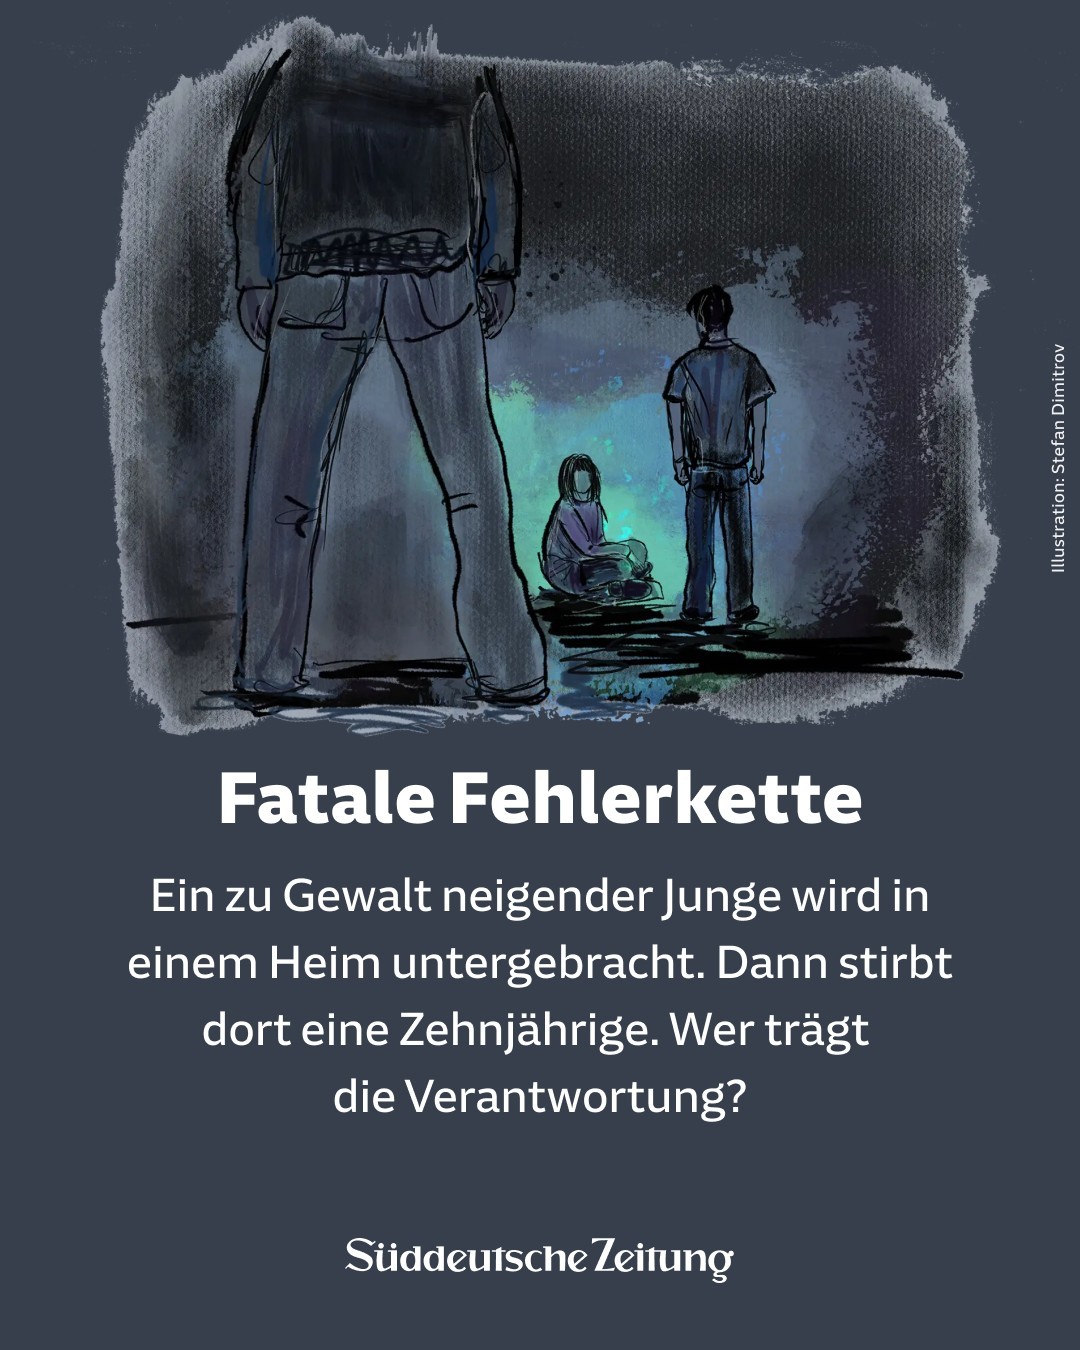 Illustration: Stefan Dimitrov
Fatale Fehlerkette
Ein zu Gewalt neigender Junge wird in
einem Heim untergebracht. Dann stirbt
dort eine Zehnjährige. Wer trägt
die Verantwortung?
Süddeutsche Zeitung